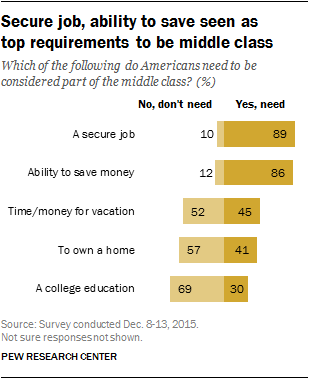 Secure job, ability to save seen as
top requirements to be middle class
Which of the following do Americans need to be
considered part of the middle class? (%)
No, don't need Yes, need
A secure job 10 89
Ability to save money 12 86
Time/money for vacation 52 45
To own a home 57 41
A college education 69 30
Source: Survey conducted Dec. 8-13, 2015.
Not sure responses not shown.
PEW RESEARCH CENTER